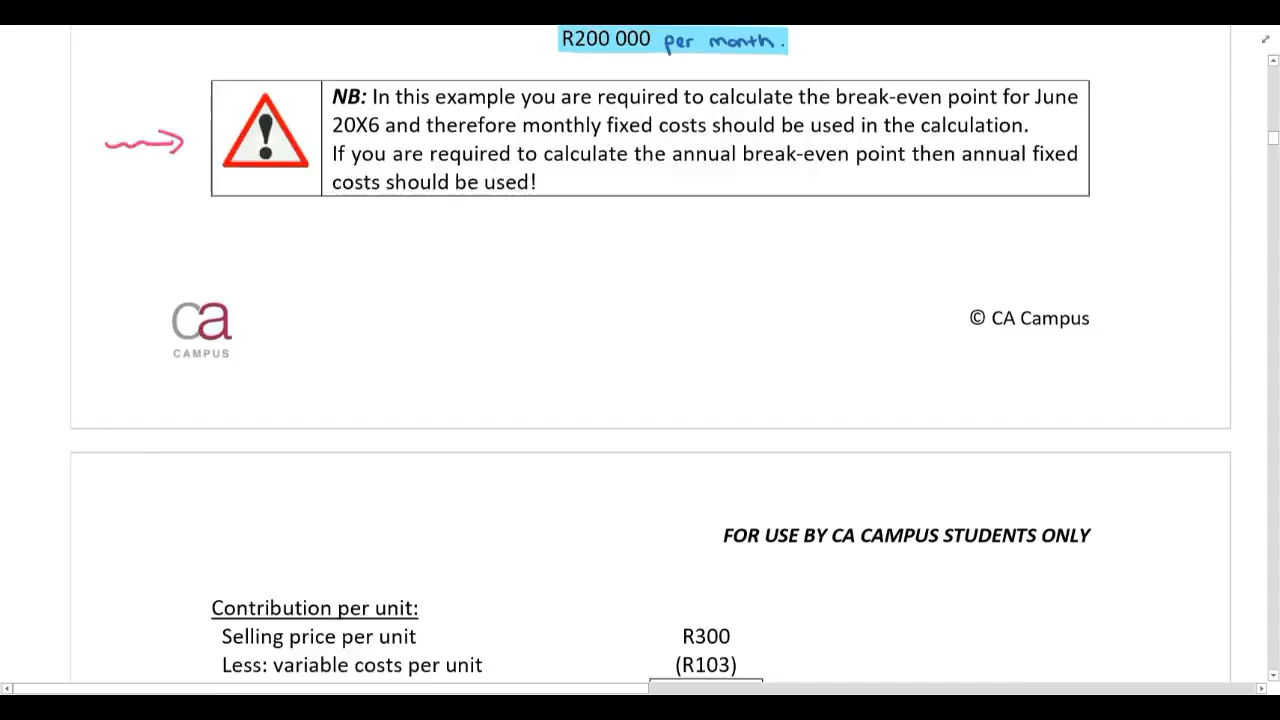 R200 000 per month.
NB: In this example you are required to calculate the break-even point for June
20X6 and therefore monthly fixed costs should be used in the calculation.
If you are required to calculate the annual break-even point then annual fixed
costs should be used!
ca
CAMPUS
© CA Campus
FOR USE BY CA CAMPUS STUDENTS ONLY
Contribution per unit:
Selling price per unit R300
Less: variable costs per unit (R103)